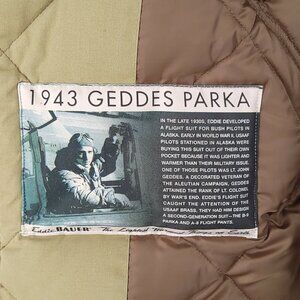 1943 GEDDES PARKA
IN THE LATE 1930S, EDDIE DEVELOPED
A FLIGHT SUIT FOR BUSH PILOTS IN
ALASKA. EARLY IN WORLD WAR II, USAAF
PILOTS STATIONED IN ALASKA WERE
BUYING THIS SUIT OUT OF THEIR OWN
POCKET BECAUSE IT WAS LIGHTER AND
WARMER THAN THEIR MILITARY ISSUE.
ONE OF THOSE PILOTS WAS LT. JOHN
GEDDES. A DECORATED VETERAN OF
THE ALEUTIAN CAMPAIGN, GEDDES
ATTAINED THE RANK OF LT. COLONEL
BY WAR'S END. EDDIE'S FLIGHT SUIT
CAUGHT THE ATTENTION OF THE
USAAF BRASS. THEY HAD HIM DESIGN
A SECOND-GENERATION SUIT—THE B-9
PARKA AND A-8 FLIGHT PANTS.
Eddie BAUER The Legend